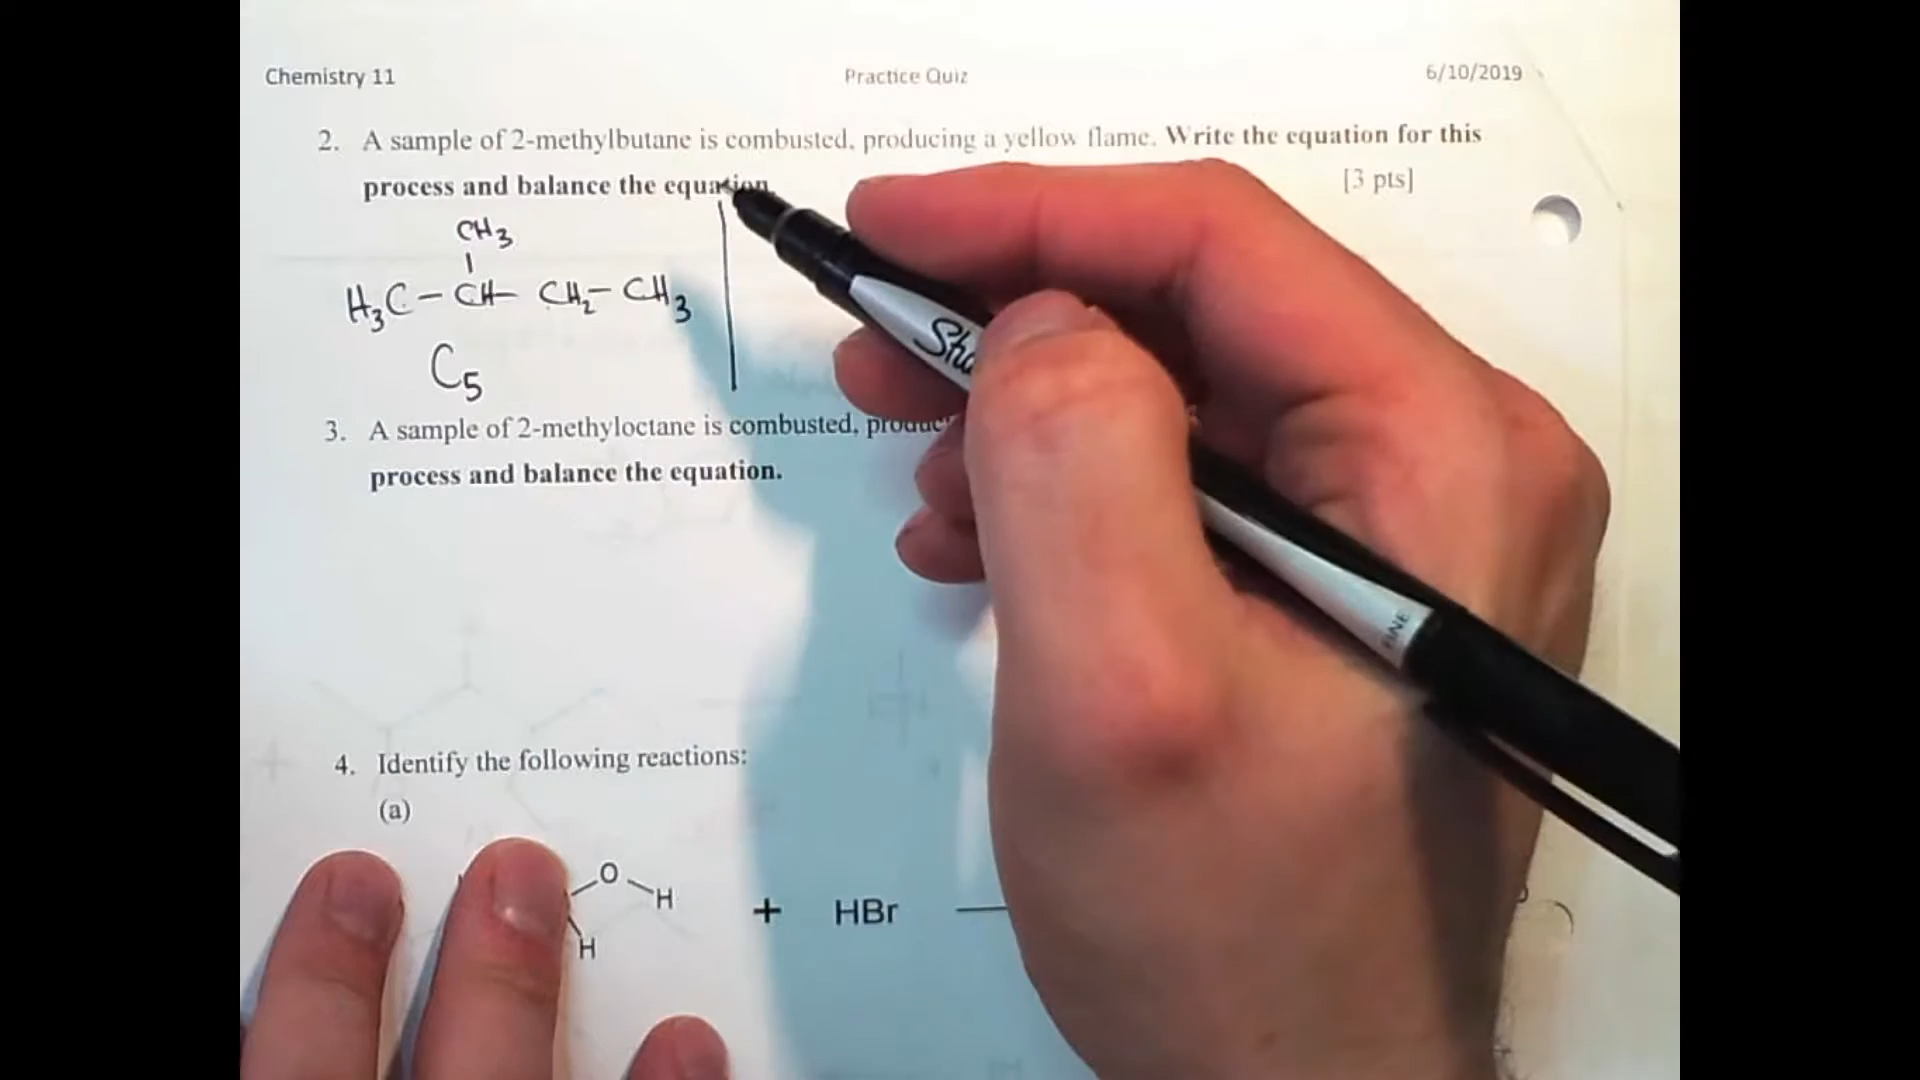 Chemistry 11 Practice Quiz 6/10/2019
2. A sample of 2-methylbutane is combusted, producing a yellow flame. Write the equation for this
process and balance the equation. [3 pts]
CH3
H3C - CH - CH2 - CH3
C5
3. A sample of 2-methyloctane is combusted,
process and balance the equation.
4. Identify the following reactions:
(a)
O
H
+ HBr
H
FINE